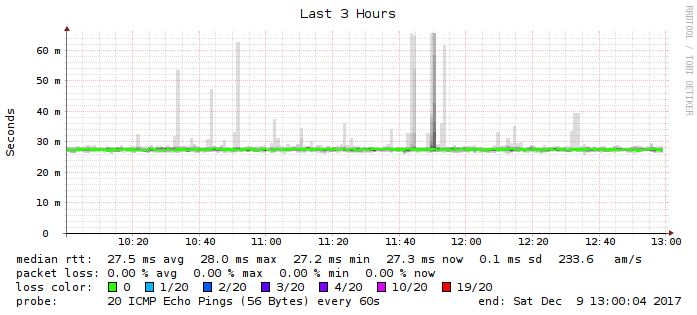 Last 3 Hours
RRDTOOL / TOBI OETIKER
Seconds
60 m
50 m
40 m
30 m
20 m
10 m
0
10:20 10:40 11:00 11:20 11:40 12:00 12:20 12:40 13:00
median rtt: 27.5 ms avg 28.0 ms max 27.2 ms min 27.3 ms now 0.1 ms sd 233.6 am/s
packet loss: 0.00 % avg 0.00 % max 0.00 % min 0.00 % now
loss color: 0 1/20 2/20 3/20 4/20 10/20 19/20
probe: 20 ICMP Echo Pings (56 Bytes) every 60s end: Sat Dec 9 13:00:04 2017